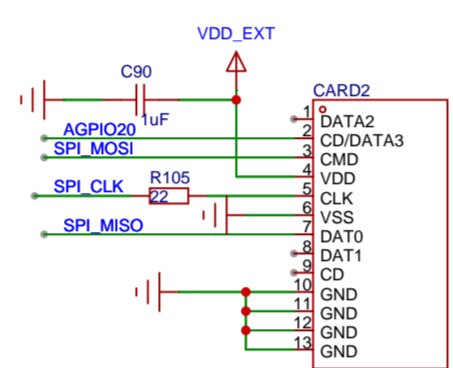 VDD_EXT
C90
1uF
CARD2
AGPIO20
SPI_MOSI
SPI_CLK
R105
22
SPI_MISO
1 DATA2
2 CD/DATA3
3 CMD
4 VDD
5 CLK
6 VSS
7 DAT0
8 DAT1
9 CD
10 GND
11 GND
12 GND
13 GND